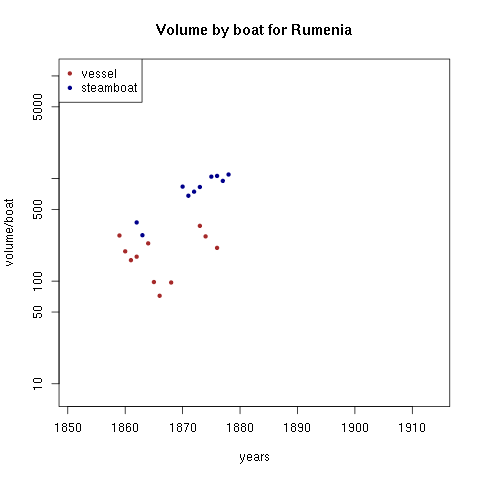 Volume by boat for Rumenia
vessel
steamboat
5000
500
100
50
10
volume/boat
1850 1860 1870 1880 1890 1900 1910
years